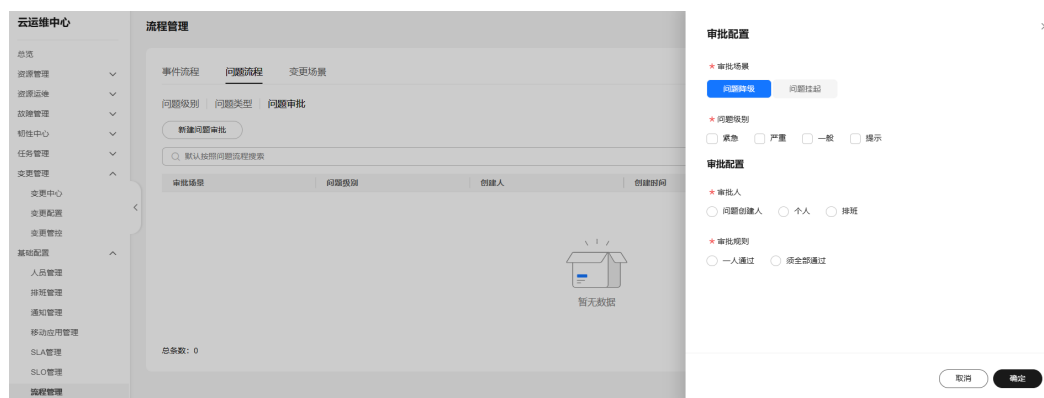 云运维中心
总览
资源管理
资源运维
故障管理
韧性中心
任务管理
变更管理
变更中心
变更配置
变更管控
基础配置
人员管理
排班管理
通知管理
移动应用管理
SLA管理
SLO管理
流程管理
流程管理
事件流程 问题流程 变更场景
问题级别 问题类型 问题审批
新建问题审批
默认按照问题流程搜索
审批场景 问题级别 创建人 创建时间
暂无数据
总条数：0
审批配置
* 审批场景
问题降级 问题挂起
* 问题级别
紧急 严重 一般 提示
审批配置
* 审批人
问题创建人 个人 排班
* 审批规则
一人通过 须全部通过
取消 确定